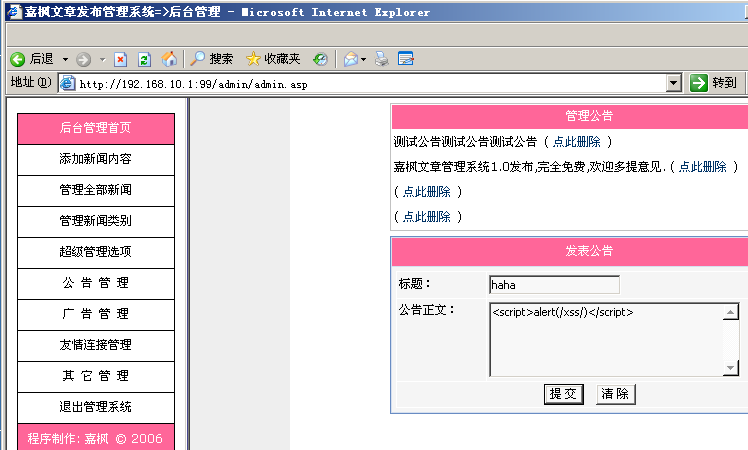 嘉枫文章发布管理系统=>后台管理 - Microsoft Internet Explorer
后退 搜索 收藏夹
地址(D) http://192.168.10.1:99/admin/admin.asp 转到
后台管理首页
添加新闻内容
管理全部新闻
管理新闻类别
超级管理选项
公 告 管 理
广 告 管 理
友情连接管理
其 它 管 理
退出管理系统
程序制作: 嘉枫 © 2006
管理公告
测试公告测试公告测试公告 ( 点此删除 )
嘉枫文章管理系统1.0发布,完全免费,欢迎多提意见. ( 点此删除 )
( 点此删除 )
( 点此删除 )
发表公告
标题： haha
公告正文： <script>alert(/xss/)</script>
提 交 清 除